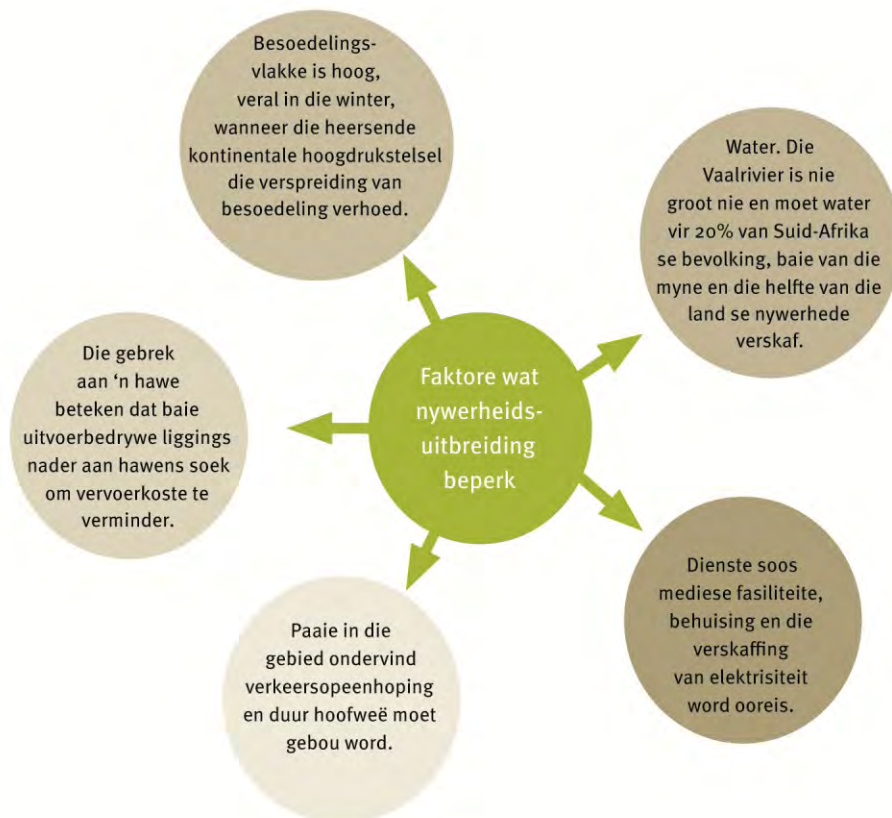 Besoedelings-
vlakke is hoog,
veral in die winter,
wanneer die heersende
kontinentale hoogdrukstelsel
die verspreiding van
besoedeling verhoed.
Water. Die
Vaalrivier is nie
groot nie en moet water
vir 20% van Suid-Afrika
se bevolking, baie van die
myne en die helfte van die
land se nywerhede
verskaf.
Die gebrek
aan ‘n hawe
beteken dat baie
uitvoerbedrywe liggings
nader aan hawens soek
om vervoerkoste te
verminder.
Faktore wat
nywerheids-
uitbreiding
beperk
Dienste soos
mediese fasiliteite,
behuising en die
verskaffing
van elektrisiteit
word ooreis.
Paaie in die
gebied ondervind
verkeersopeenhoping
en duur hoofweë moet
gebou word.